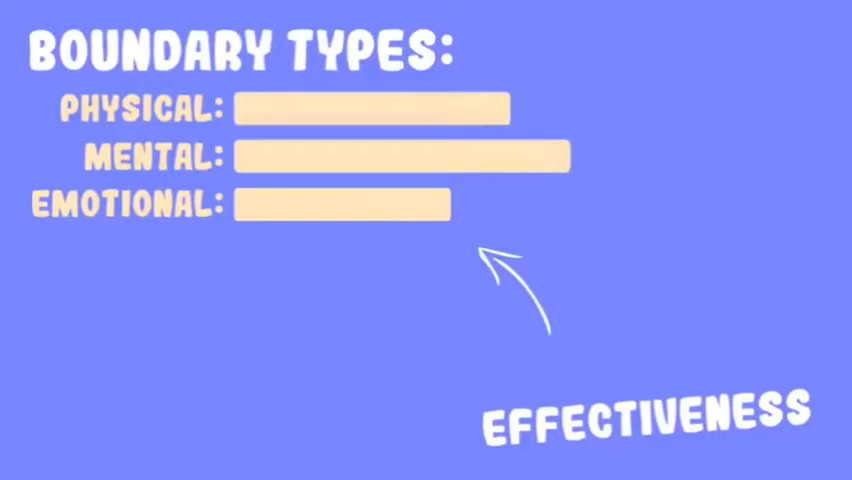 BOUNDARY TYPES:
PHYSICAL:
MENTAL:
EMOTIONAL:
EFFECTIVENESS